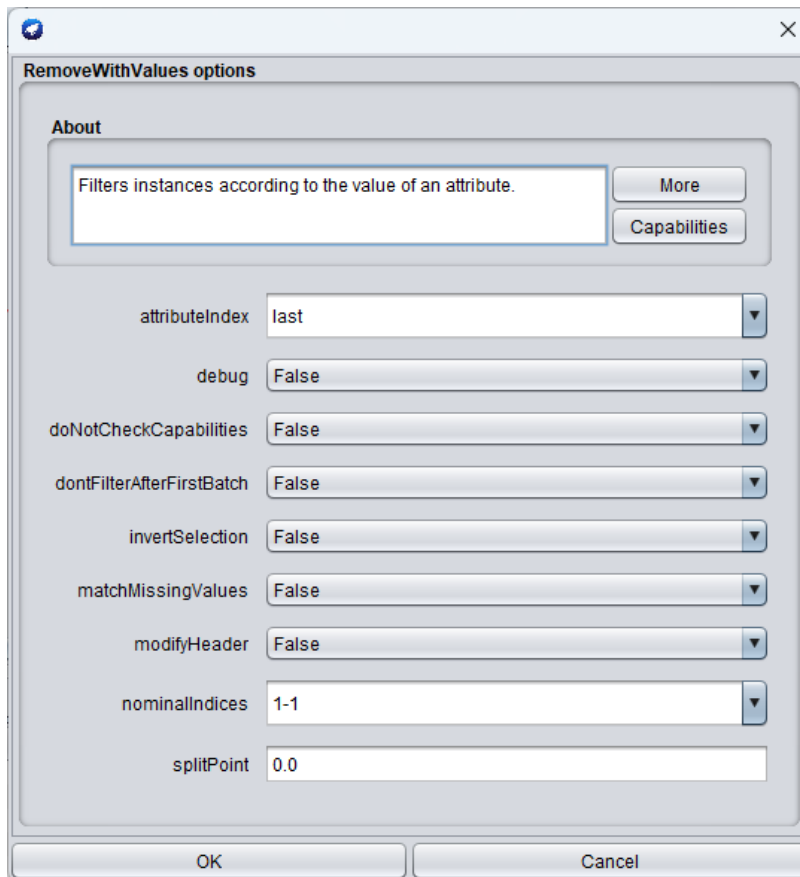 RemoveWithValues options
About
Filters instances according to the value of an attribute.
More
Capabilities
attributeIndex last
debug False
doNotCheckCapabilities False
dontFilterAfterFirstBatch False
invertSelection False
matchMissingValues False
modifyHeader False
nominalIndices 1-1
splitPoint 0.0
OK Cancel